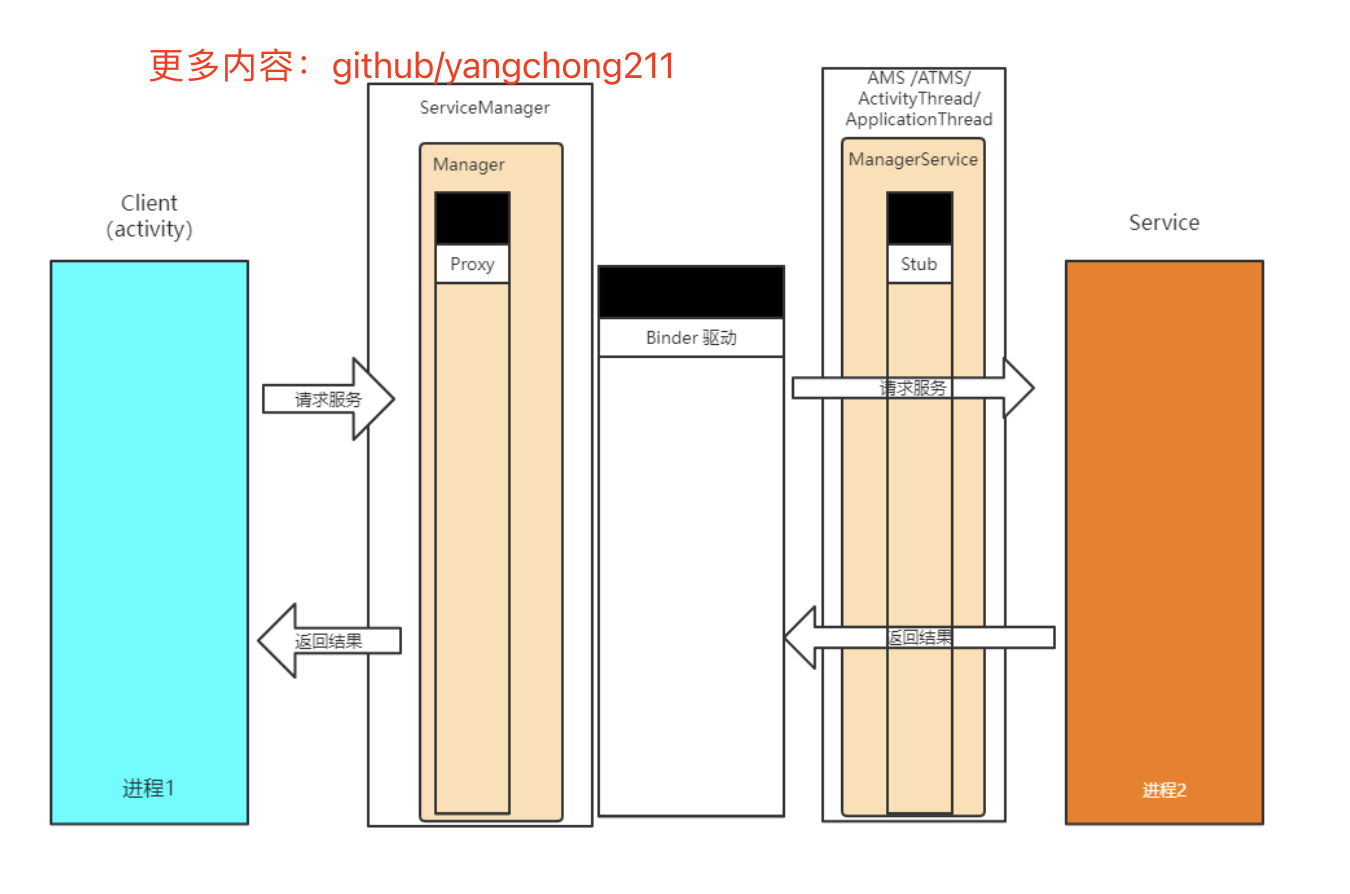 更多内容：github/yangchong211
ServiceManager
Manager
Proxy
Client
(activity)
请求服务
返回结果
进程1
Binder 驱动
AMS /ATMS/
ActivityThread/
ApplicationThread
ManagerService
Stub
请求服务
返回结果
Service
进程2